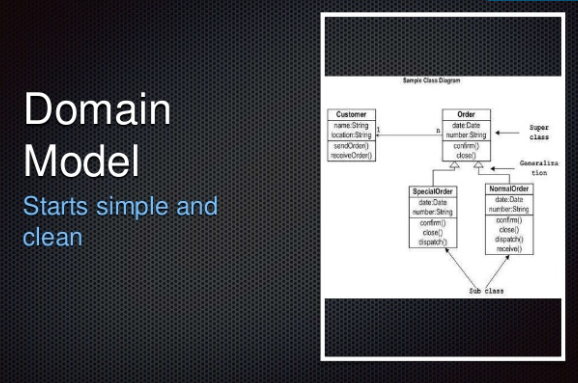 Domain
Model
Starts simple and
clean
Sample Class Diagram
Customer
name:String
location:String
sendOrder()
receiveOrder()
1
n
Order
date:Date
number:String
confirm()
close()
Super
class
Generaliza
tion
SpecialOrder
date:Date
number:String
confirm()
close()
dispatch()
NormalOrder
date:Date
number:String
confirm()
close()
dispatch()
receive()
Sub class